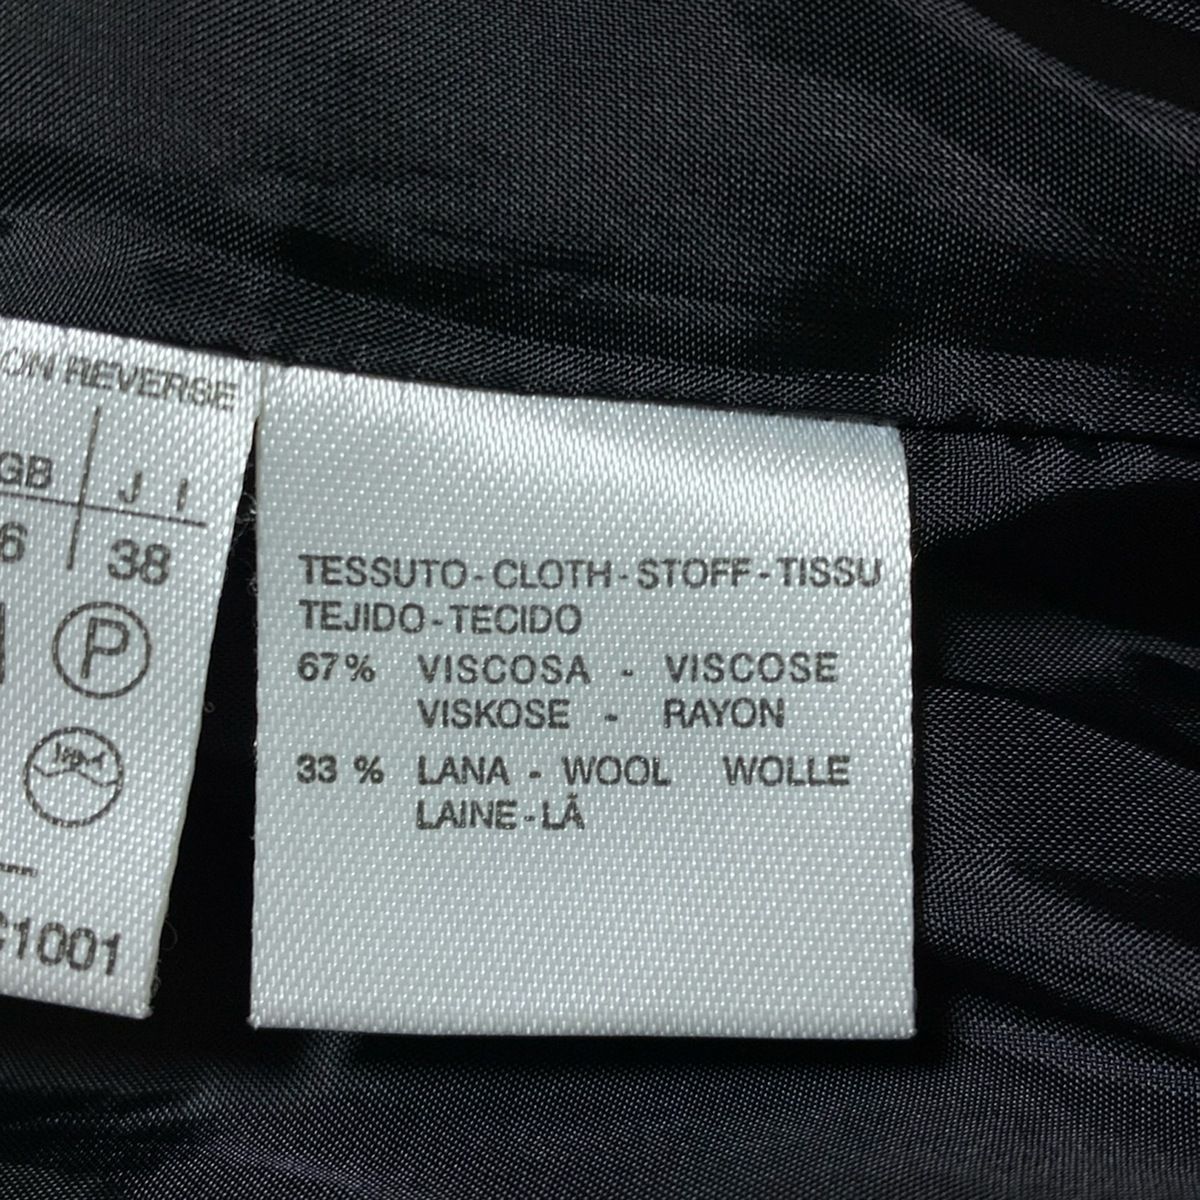 ON REVERSE
GB J I
6 38
P
C1001
TESSUTO - CLOTH - STOFF - TISSU
TEJIDO - TECIDO
67% VISCOSA - VISCOSE
VISKOSE - RAYON
33 % LANA - WOOL WOLLE
LAINE - LÃ